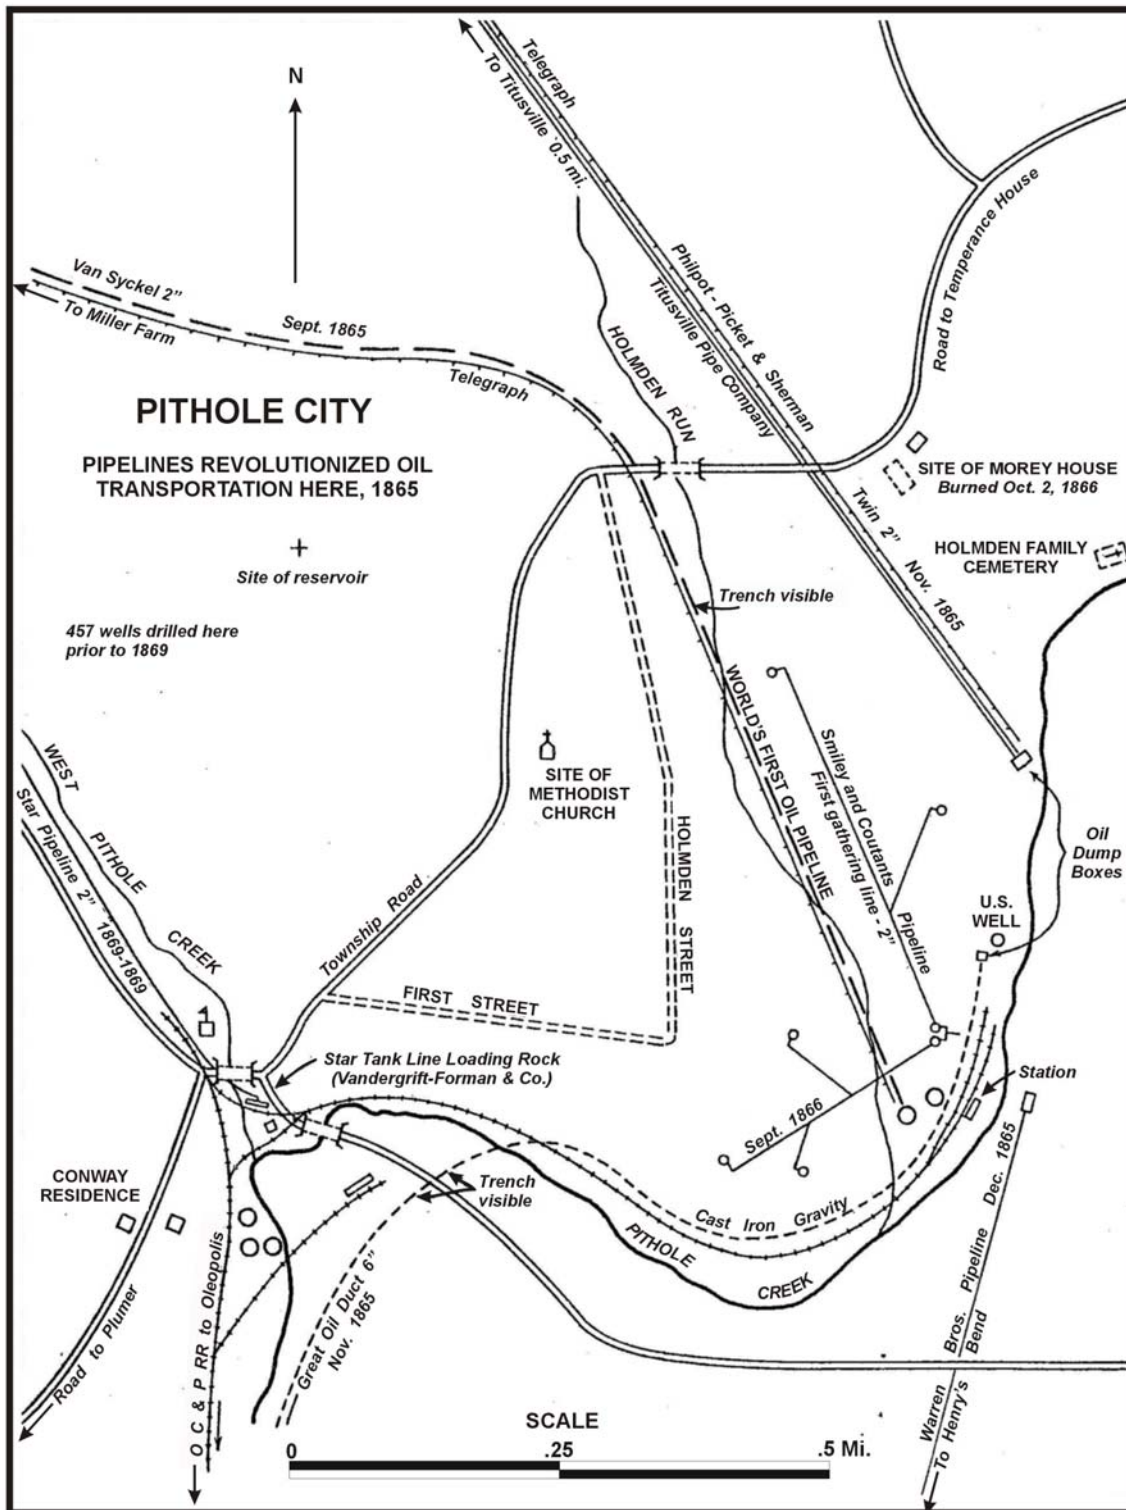 N
Telegraph
To Titusville `0.5 mi.
Van Syckel 2”
Sept. 1865
To Miller Farm
Telegraph
HOLMDEN RUN
Philpot - Picket & Sherman
Titusville Pipe Company
Road to Temperance House
PITHOLE CITY
PIPELINES REVOLUTIONIZED OIL
TRANSPORTATION HERE, 1865
SITE OF MOREY HOUSE
Burned Oct. 2, 1866
Twin 2” Nov. 1865
HOLMDEN FAMILY
CEMETERY
Site of reservoir
Trench visible
457 wells drilled here
prior to 1869
WORLD'S FIRST OIL PIPELINE
Smiley and Coutants Pipeline
First gathering line - 2”
WEST PITHOLE CREEK
Star Pipeline 2” - 1869-1869
SITE OF
METHODIST
CHURCH
HOLMDEN STREET
Oil
Dump
Boxes
U.S.
WELL
Township Road
FIRST STREET
Star Tank Line Loading Rock
(Vandergrift-Forman & Co.)
Station
Sept. 1866
CONWAY
RESIDENCE
Trench
visible
Cast Iron Gravity
PITHOLE CREEK
Warren Bros. Pipeline Dec. 1865
To Henry's Bend
Great Oil Duct 6”
Nov. 1865
Road to Plumer
O C & P RR to Oleopolis
SCALE
0 .25 .5 Mi.